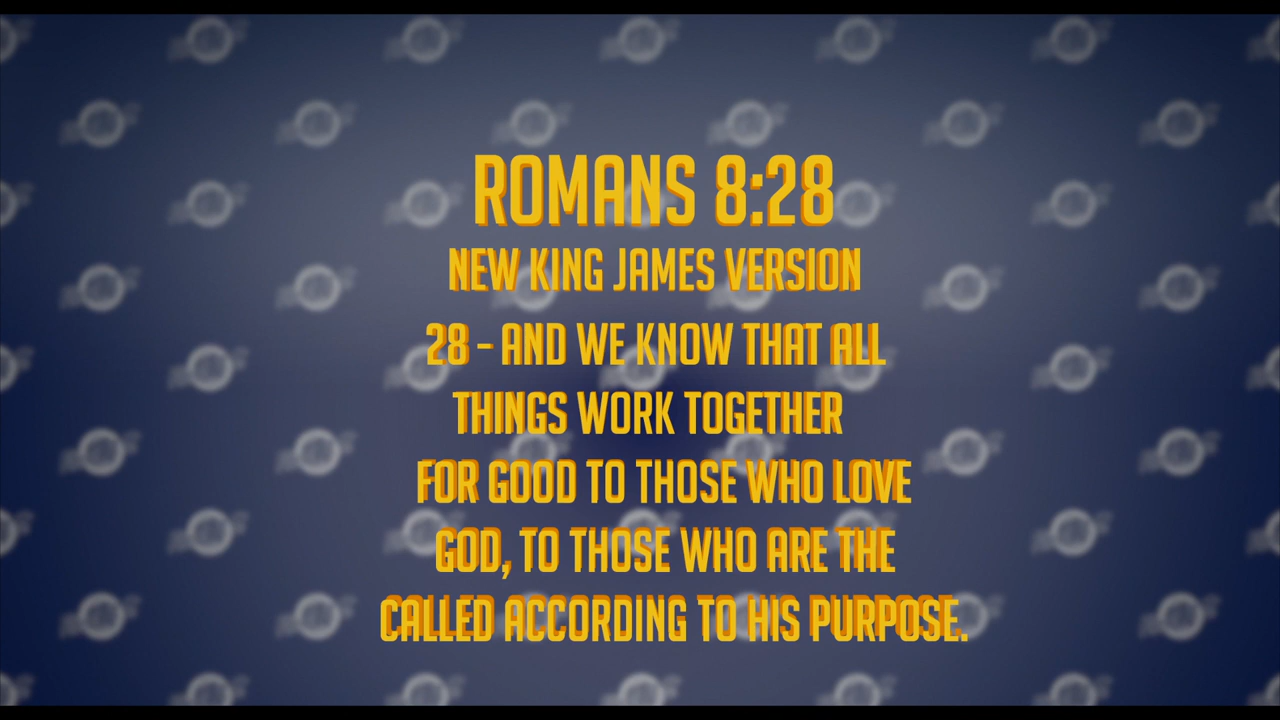 ROMANS 8:28
NEW KING JAMES VERSION
28 - AND WE KNOW THAT ALL
THINGS WORK TOGETHER
FOR GOOD TO THOSE WHO LOVE
GOD, TO THOSE WHO ARE THE
CALLED ACCORDING TO HIS PURPOSE.